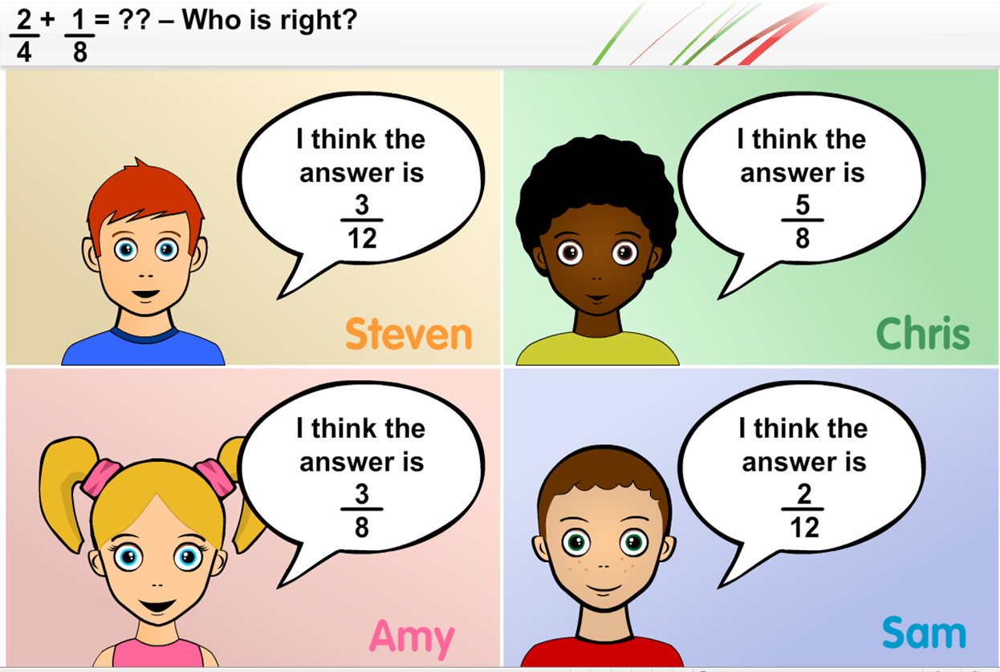 2/4 + 1/8 = ?? – Who is right?
I think the
answer is
3
12
Steven
I think the
answer is
5
8
Chris
I think the
answer is
3
8
Amy
I think the
answer is
2
12
Sam